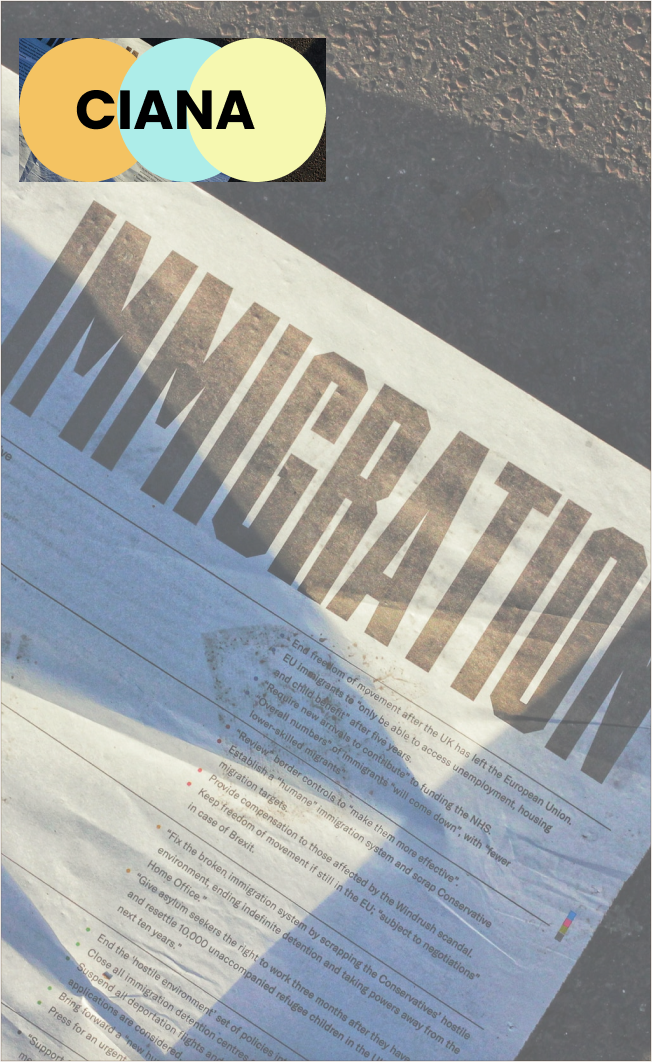 CIANA
IMMIGRATION
ve
End freedom of movement after the UK has left the European Union.
EU immigrants to "only be able to access unemployment, housing
and child benefit" after five years.
"Require new arrivals to contribute" to funding the NHS.
"Overall numbers" of immigrants "will come down", with "fewer
lower-skilled migrants".
"Review" border controls to "make them more effective".
Establish a "humane" immigration system and scrap Conservative
migration targets.
Provide compensation to those affected by the Windrush scandal.
Keep freedom of movement if still in the EU; "subject to negotiations"
in case of Brexit.
"Fix the broken immigration system by scrapping the Conservatives' hostile
environment, ending indefinite detention and taking powers away from the
Home Office."
"Give asylum seekers the right to work three months after they have
and resettle 10,000 unaccompanied refugee children in the
next ten years."
End the 'hostile environment' set of policies
Close all immigration detention centres
Suspend all deportation flights and
applications are considered
Bring forward a "new
Press for an urgent
"Support